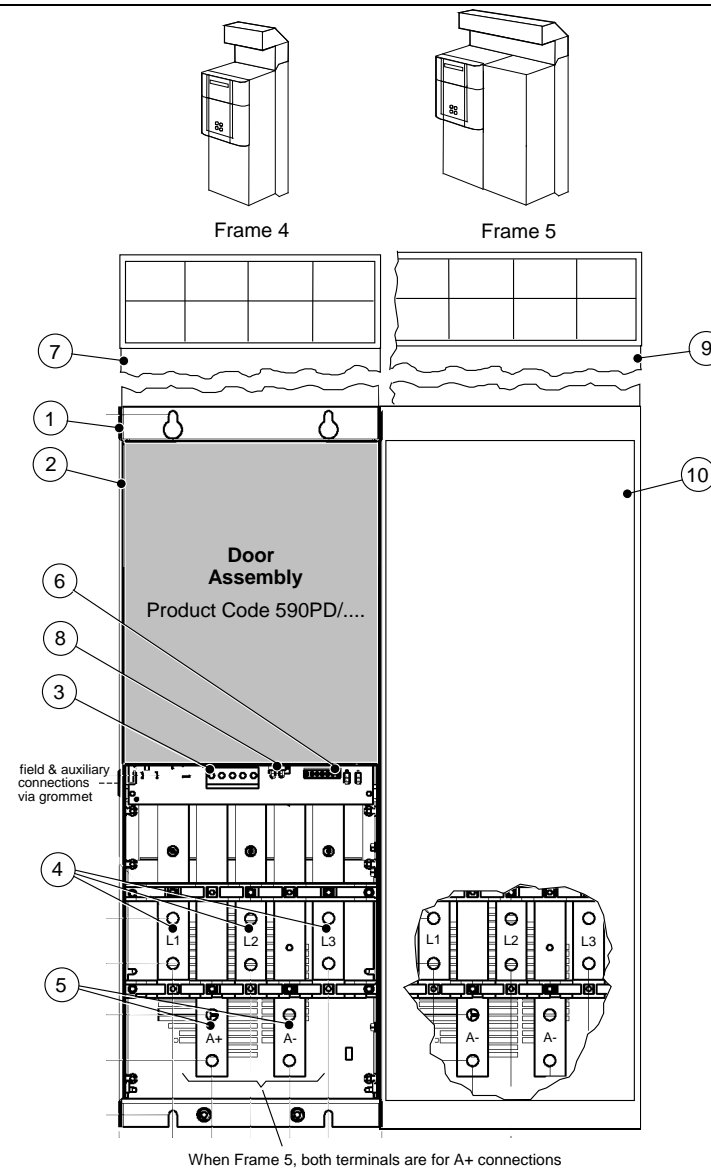 Frame 4
Frame 5
7
9
1
2
10
Door
Assembly
Product Code 590PD/....
6
8
3
field & auxiliary
connections
via grommet
4
L1
L2
L3
L1
L2
L3
5
A+
A-
A-
A-
When Frame 5, both terminals are for A+ connections